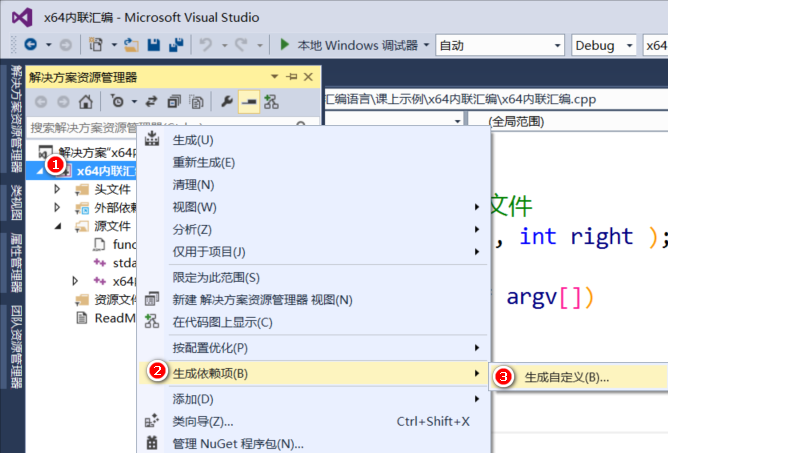 x64内联汇编 - Microsoft Visual Studio
本地 Windows 调试器 自动 Debug x64
解决方案资源管理器
类视图
属性管理器
团队资源管理器
解决方案资源管理器
搜索解决方案资源管理器
解决方案"x64内
1 x64内联汇
头文件
外部依赖
源文件
func
stda
x64内
资源文件
ReadM
汇编语言\课上示例\x64内联汇编\x64内联汇编.cpp
(全局范围)
文件
, int right );
argv[])
生成(U)
重新生成(E)
清理(N)
视图(W)
分析(Z)
仅用于项目(J)
限定为此范围(S)
新建 解决方案资源管理器 视图(N)
在代码图上显示(C)
按配置优化(P)
2 生成依赖项(B)
3 生成自定义(B)...
添加(D)
类向导(Z)... Ctrl+Shift+X
管理 NuGet 程序包(N)...